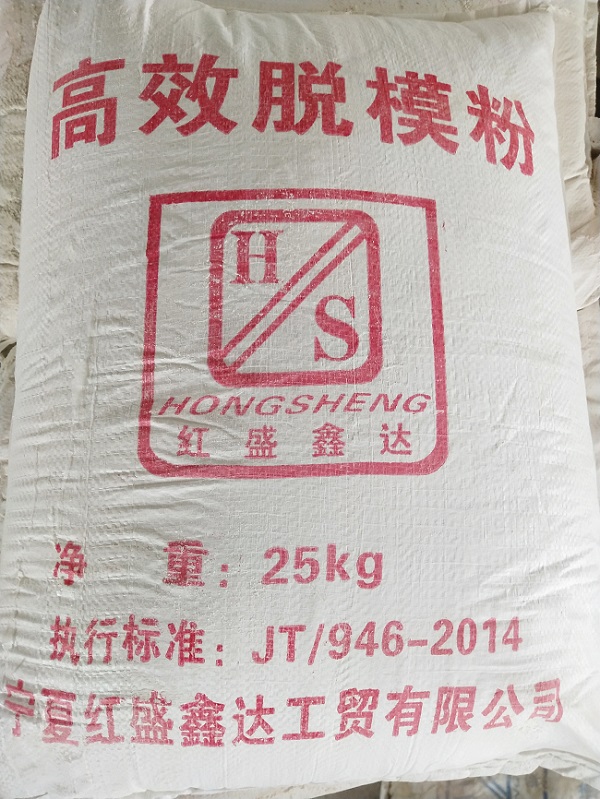 高效脱模粉
H
S
HONGSHENG
红盛鑫达
净 重：25kg
执行标准：JT/946-2014
宁夏红盛鑫达工贸有限公司